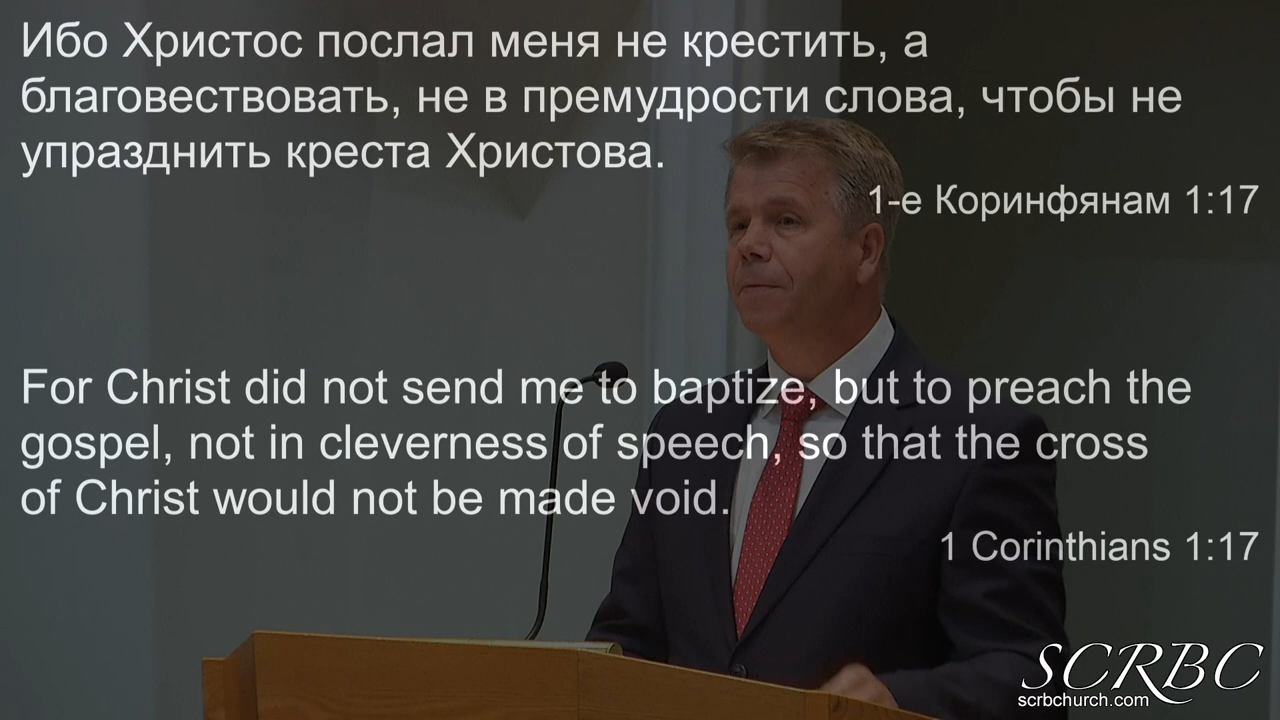 Ибо Христос послал меня не крестить, а
благовествовать, не в премудрости слова, чтобы не
упразднить креста Христова.
1-е Коринфянам 1:17
For Christ did not send me to baptize, but to preach the
gospel, not in cleverness of speech, so that the cross
of Christ would not be made void.
1 Corinthians 1:17
SCRBC
scrbchurch.com